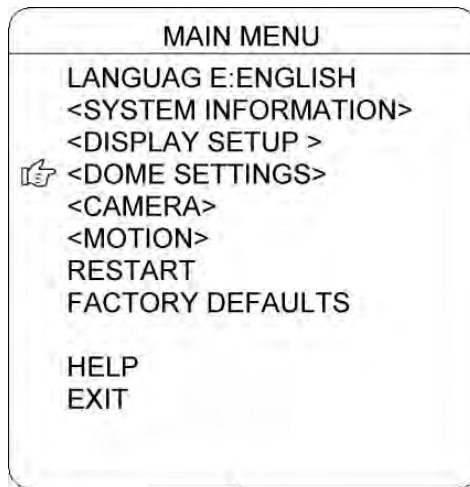 MAIN MENU
LANGUAG E:ENGLISH
<SYSTEM INFORMATION>
<DISPLAY SETUP >
<DOME SETTINGS>
<CAMERA>
<MOTION>
RESTART
FACTORY DEFAULTS
HELP
EXIT